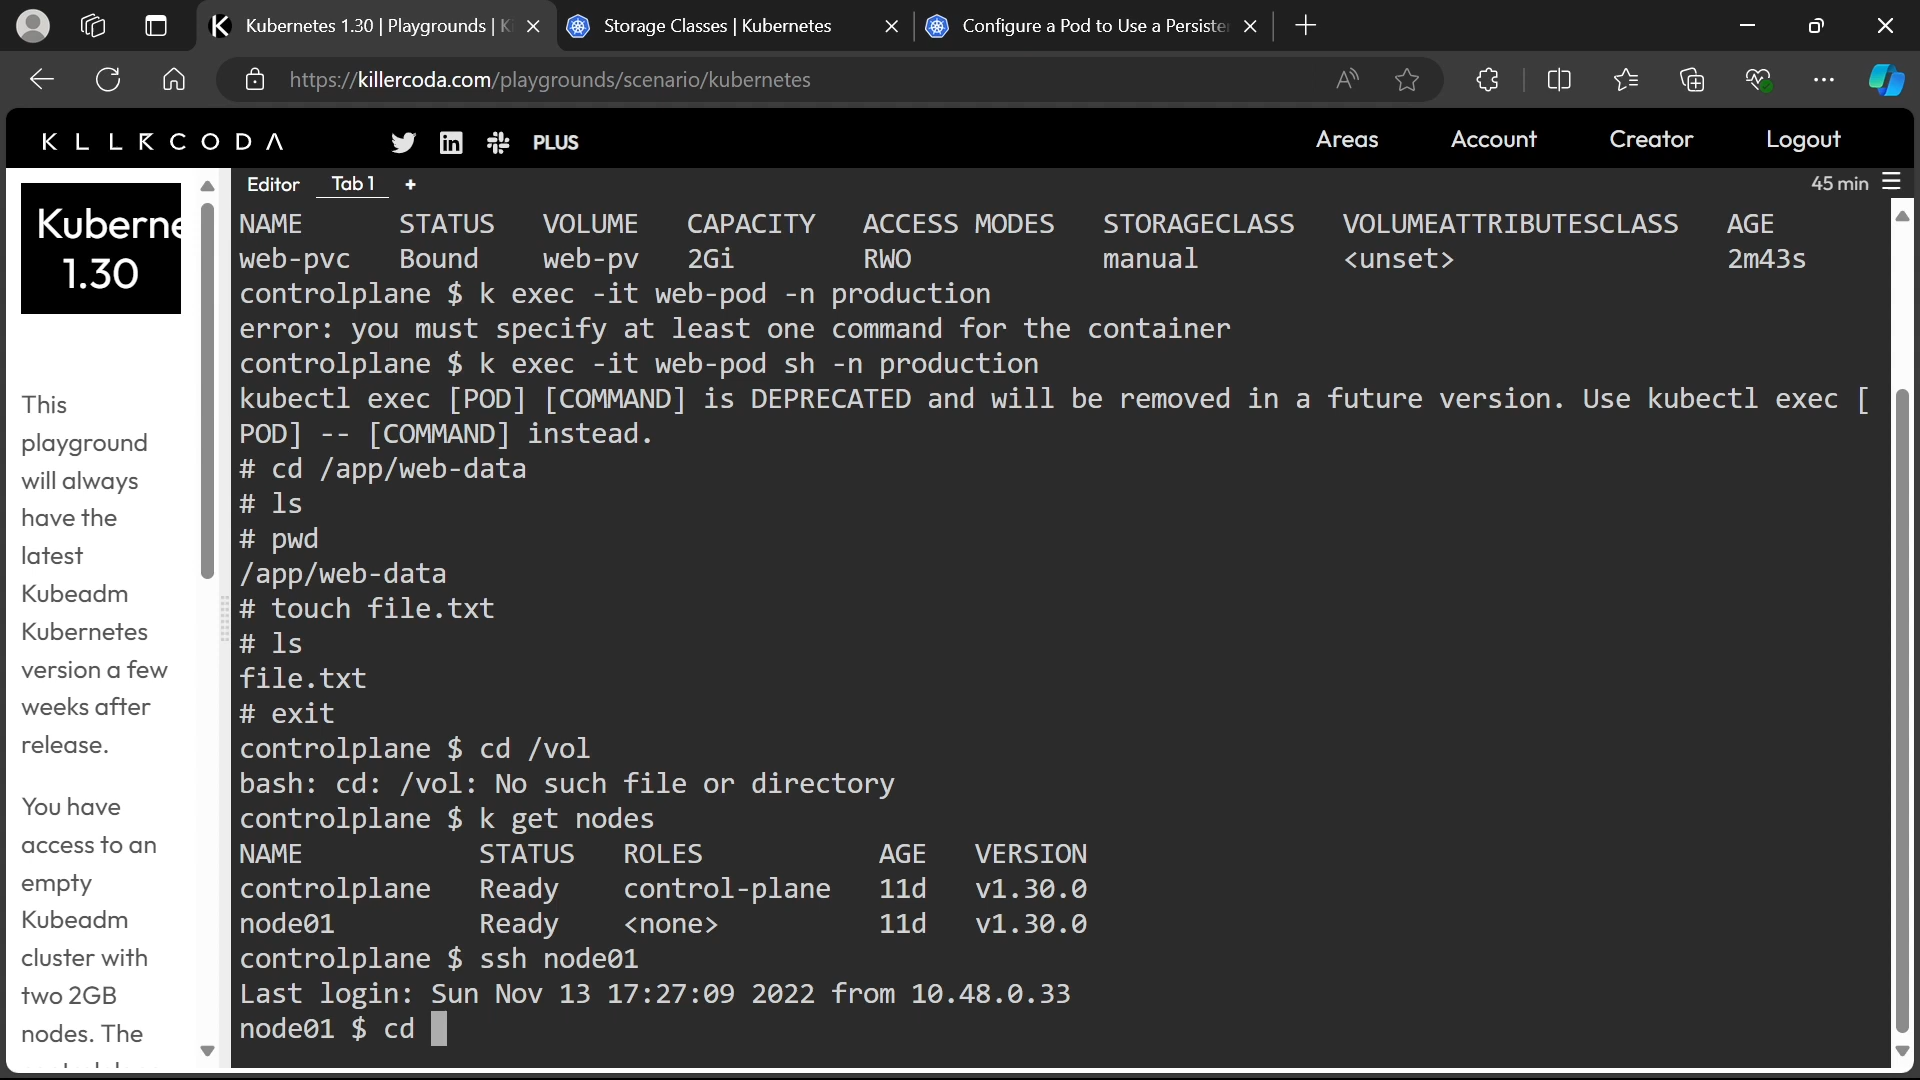 Kubernetes 1.30 | Playgrounds | Ki
Storage Classes | Kubernetes
Configure a Pod to Use a Persiste
https://killercoda.com/playgrounds/scenario/kubernetes
KLLRCODA
PLUS
Areas
Account
Creator
Logout
Editor
Tab 1
+
45 min
Kuberne
1.30
This
playground
will always
have the
latest
Kubeadm
Kubernetes
version a few
weeks after
release.
You have
access to an
empty
Kubeadm
cluster with
two 2GB
nodes. The
NAME STATUS VOLUME CAPACITY ACCESS MODES STORAGECLASS VOLUMEATTRIBUTESCLASS AGE
web-pvc Bound web-pv 2Gi RWO manual <unset> 2m43s
controlplane $ k exec -it web-pod -n production
error: you must specify at least one command for the container
controlplane $ k exec -it web-pod sh -n production
kubectl exec [POD] [COMMAND] is DEPRECATED and will be removed in a future version. Use kubectl exec [
POD] -- [COMMAND] instead.
# cd /app/web-data
# ls
# pwd
/app/web-data
# touch file.txt
# ls
file.txt
# exit
controlplane $ cd /vol
bash: cd: /vol: No such file or directory
controlplane $ k get nodes
NAME STATUS ROLES AGE VERSION
controlplane Ready control-plane 11d v1.30.0
node01 Ready <none> 11d v1.30.0
controlplane $ ssh node01
Last login: Sun Nov 13 17:27:09 2022 from 10.48.0.33
node01 $ cd